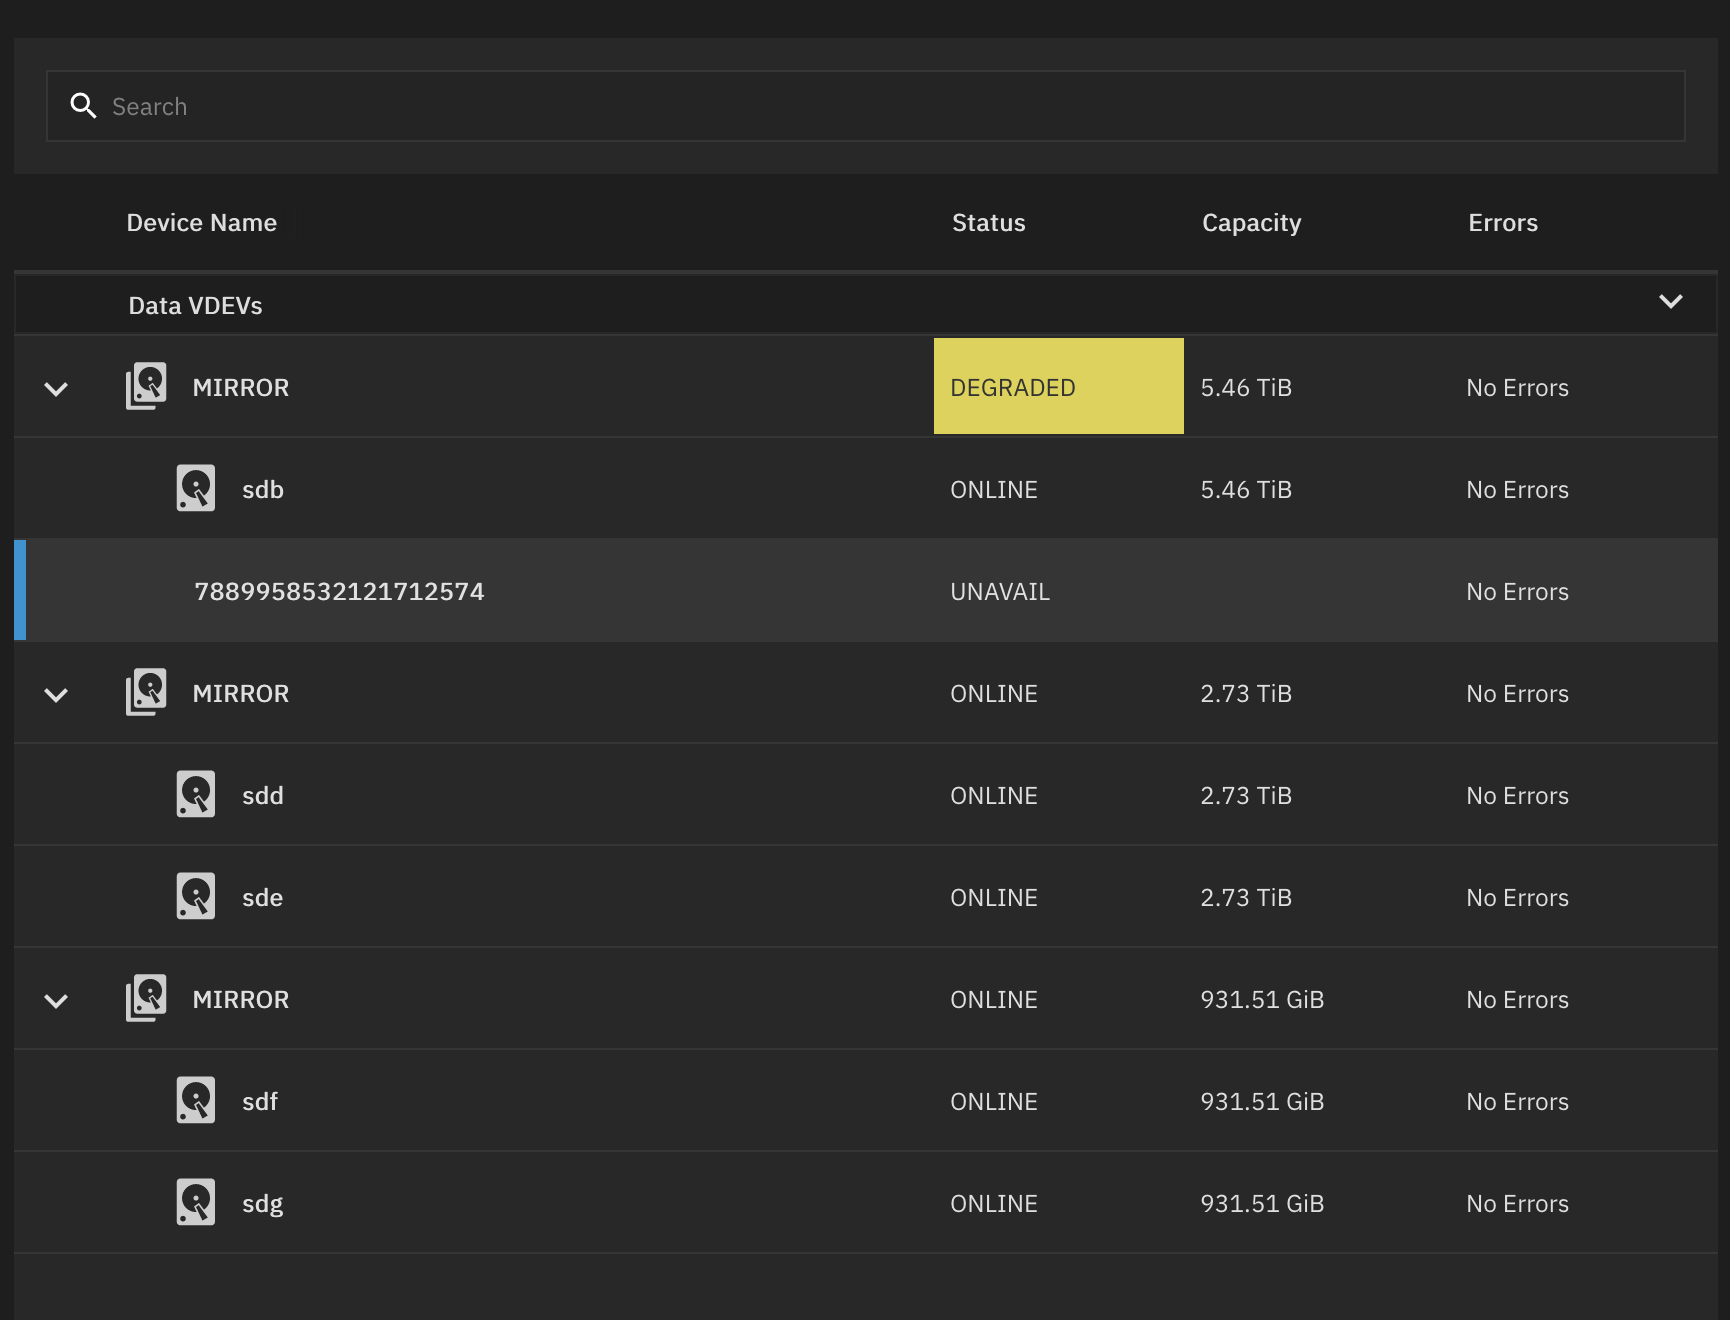 Search
Device Name Status Capacity Errors
Data VDEVs
MIRROR DEGRADED 5.46 TiB No Errors
sdb ONLINE 5.46 TiB No Errors
7889958532121712574 UNAVAIL No Errors
MIRROR ONLINE 2.73 TiB No Errors
sdd ONLINE 2.73 TiB No Errors
sde ONLINE 2.73 TiB No Errors
MIRROR ONLINE 931.51 GiB No Errors
sdf ONLINE 931.51 GiB No Errors
sdg ONLINE 931.51 GiB No Errors